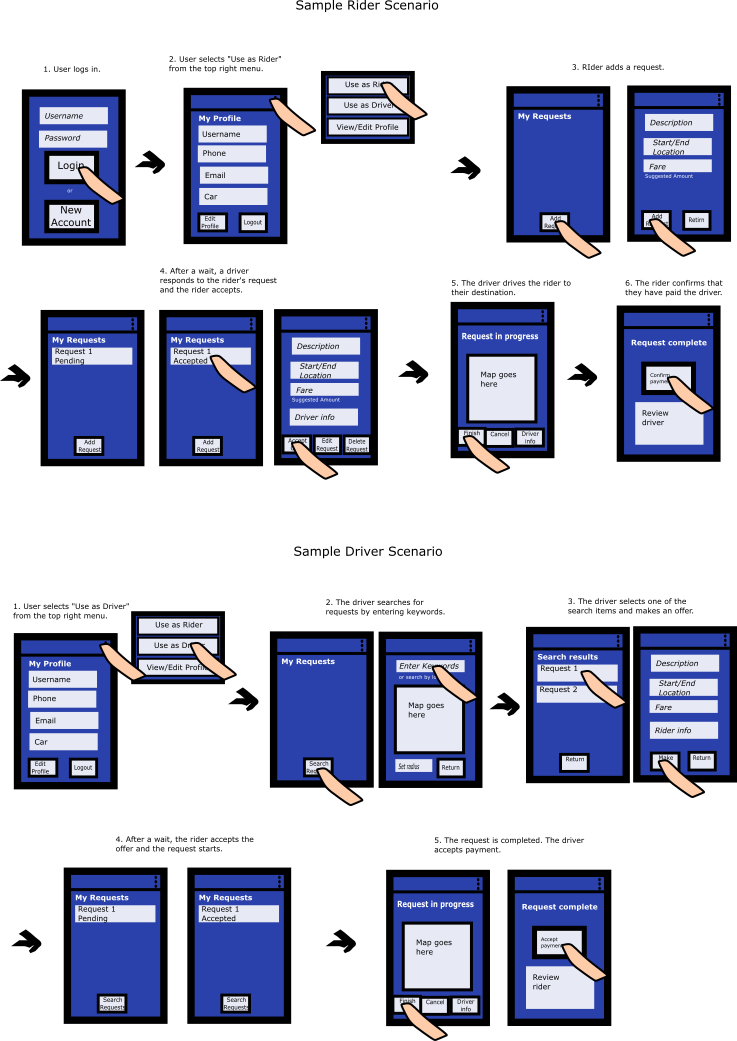 Sample Rider Scenario
1. User logs in.
Username
Password
Login
or
New
Account
2. User selects "Use as Rider"
from the top right menu.
My Profile
Username
Phone
Email
Car
Edit
Profile
Logout
Use as
Use as Driver
View/Edit Profile
3. RIder adds a request.
My Requests
Add
Description
Start/End
Location
Fare
Suggested Amount
Add
Retirn
4. After a wait, a driver
responds to the rider's request
and the rider accepts.
My Requests
Request 1
Pending
Add
Request
My Requests
Request 1
Accepted
Add
Request
Description
Start/End
Location
Fare
Suggested Amount
Driver info
Accept
Edit
Request
Delete
Request
5. The driver drives the rider to
their destination.
Request in progress
Map goes
here
Finish
Cancel
Driver
info
6. The rider confirms that
they have paid the driver.
Request complete
Confirm
payment
Review
driver
Sample Driver Scenario
1. User selects "Use as Driver"
from the top right menu.
My Profile
Username
Phone
Email
Car
Edit
Profile
Logout
Use as Rider
Use as
View/Edit Profile
2. The driver searches for
requests by entering keywords.
My Requests
Search
Enter Keywords
or search by
Map goes
here
Set radius
Return
3. The driver selects one of the
search items and makes an offer.
Search results
Request 1
Request 2
Return
Description
Start/End
Location
Fare
Rider info
Make
Return
4. After a wait, the rider accepts the
offer and the request starts.
My Requests
Request 1
Pending
Search
Requests
My Requests
Request 1
Accepted
Search
Requests
5. The request is completed. The driver
accepts payment.
Request in progress
Map goes
here
Finish
Cancel
Driver
info
Request complete
Accept
payment
Review
rider